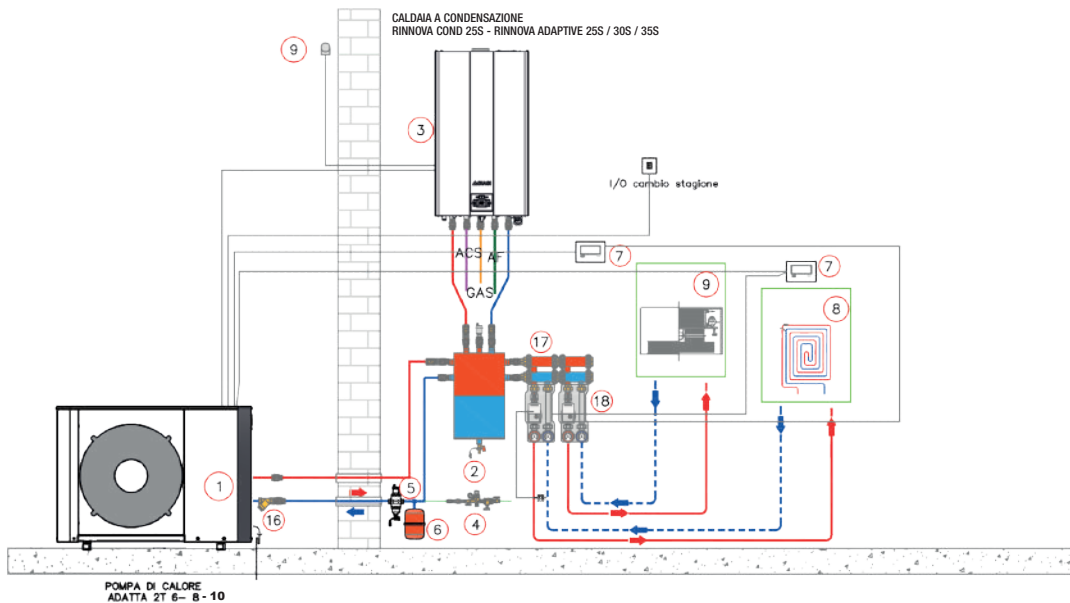 CALDAIA A CONDENSAZIONE
RINNOVA COND 25S - RINNOVA ADAPTIVE 25S / 30S / 35S
9
3
I/O cambio stagione
ACS AF
GAS
7
7
9
8
17
18
2
1
5
16
6
4
POMPA DI CALORE
ADATTA 2T 6- 8 - 10